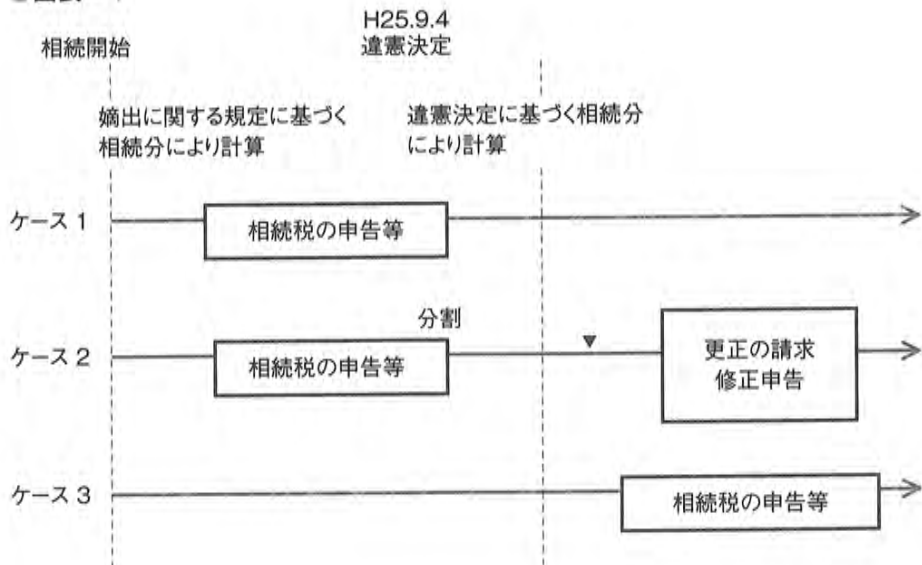 H25.9.4
相続開始
違憲決定
嫡出に関する規定に基づく
相続分により計算
違憲決定に基づく相続分
により計算
ケース 1
相続税の申告等
分割
ケース 2
相続税の申告等
更正の請求
修正申告
ケース 3
相続税の申告等